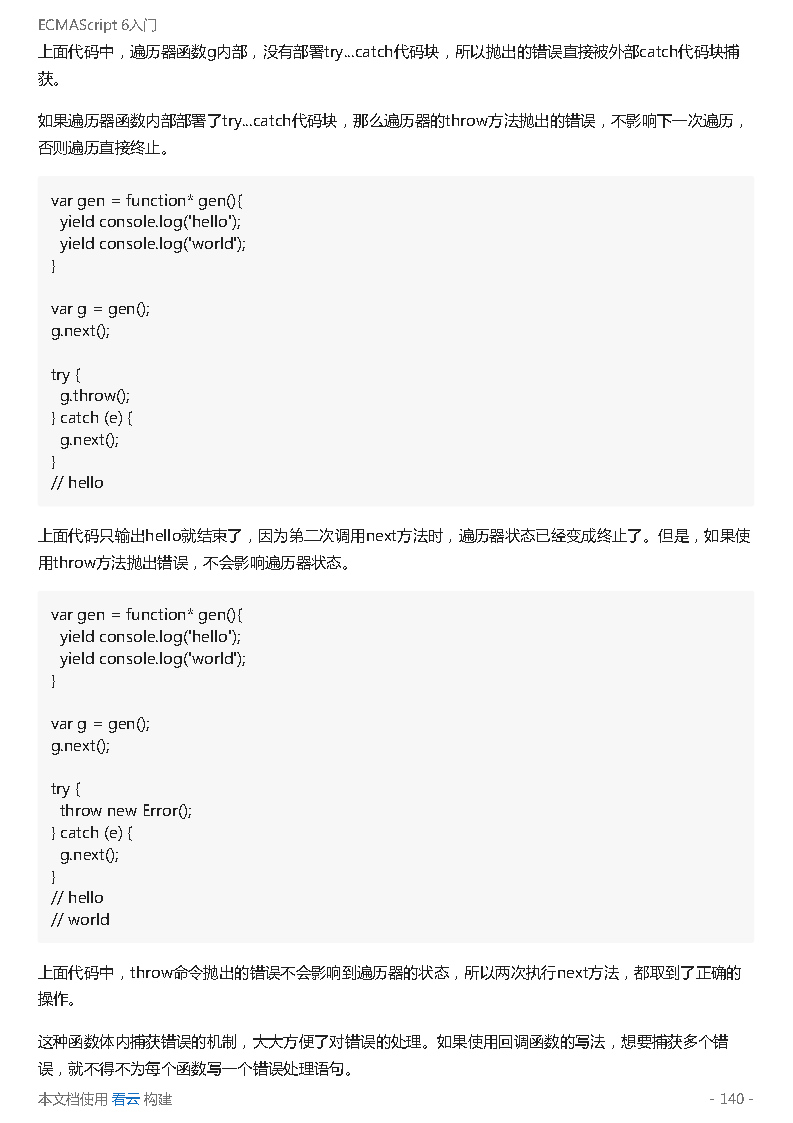 ECMAScript 6入门
上面代码中，遍历器函数g内部，没有部署try...catch代码块，所以抛出的错误直接被外部catch代码块捕
获。
如果遍历器函数内部部署了try...catch代码块，那么遍历器的throw方法抛出的错误，不影响下一次遍历，
否则遍历直接终止。
var gen = function* gen(){
  yield console.log('hello');
  yield console.log('world');
}

var g = gen();
g.next();

try {
  g.throw();
} catch (e) {
  g.next();
}
// hello
上面代码只输出hello就结束了，因为第二次调用next方法时，遍历器状态已经变成终止了。但是，如果使
用throw方法抛出错误，不会影响遍历器状态。
var gen = function* gen(){
  yield console.log('hello');
  yield console.log('world');
}

var g = gen();
g.next();

try {
  throw new Error();
} catch (e) {
  g.next();
}
// hello
// world
上面代码中，throw命令抛出的错误不会影响到遍历器的状态，所以两次执行next方法，都取到了正确的
操作。
这种函数体内捕获错误的机制，大大方便了对错误的处理。如果使用回调函数的写法，想要捕获多个错
误，就不得不为每个函数写一个错误处理语句。
本文档使用 看云 构建
- 140 -